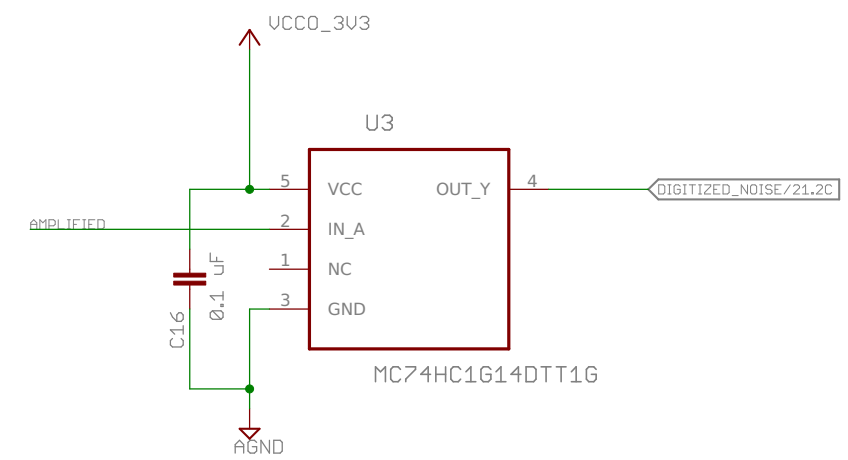 VCCO_3V3
U3
5 VCC OUT_Y 4
DIGITIZED_NOISE/21.2C
AMPLIFIED
2 IN_A
1 NC
3 GND
0.1 uF
C16
MC74HC1G14DTT1G
AGND